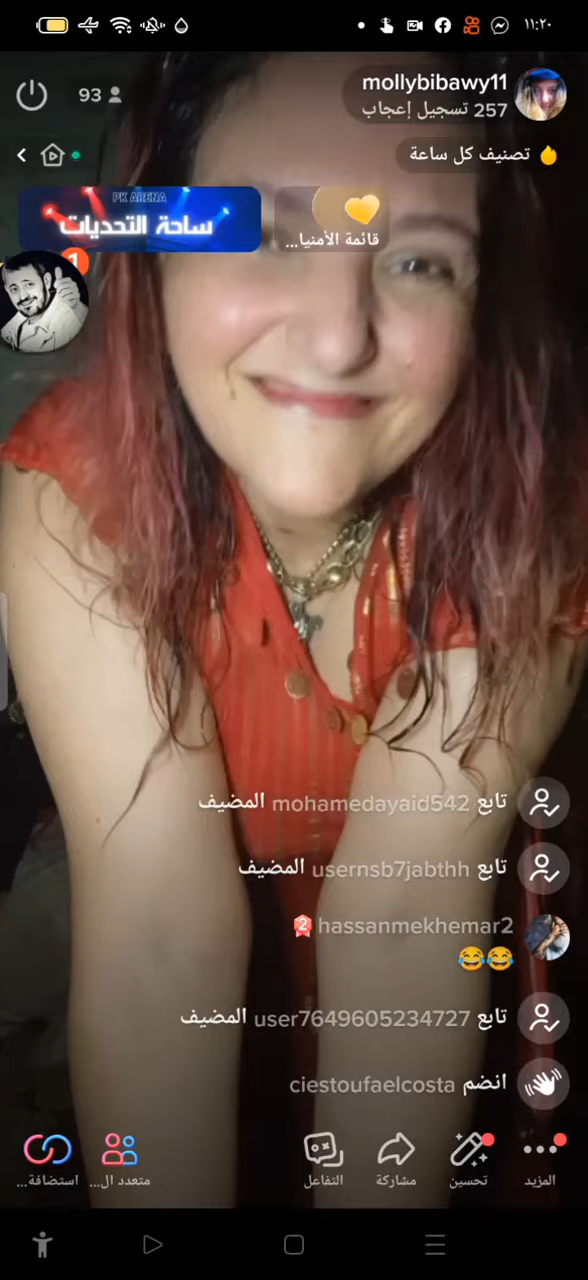 ١١:٢٠
mollybibawy11
257 تسجيل إعجاب
93
تصنيف كل ساعة
PK ARENA
ساحة التحديات
قائمة الأمنيا...
1
تابع mohamedayaid542 المضيف
تابع usernsb7jabthh المضيف
2 hassanmekhemar2
😂😂
تابع user7649605234727 المضيف
انضم ciestoufaelcosta
المزيد
تحسين
مشاركة
التفاعل
متعدد ال...
استضافة...